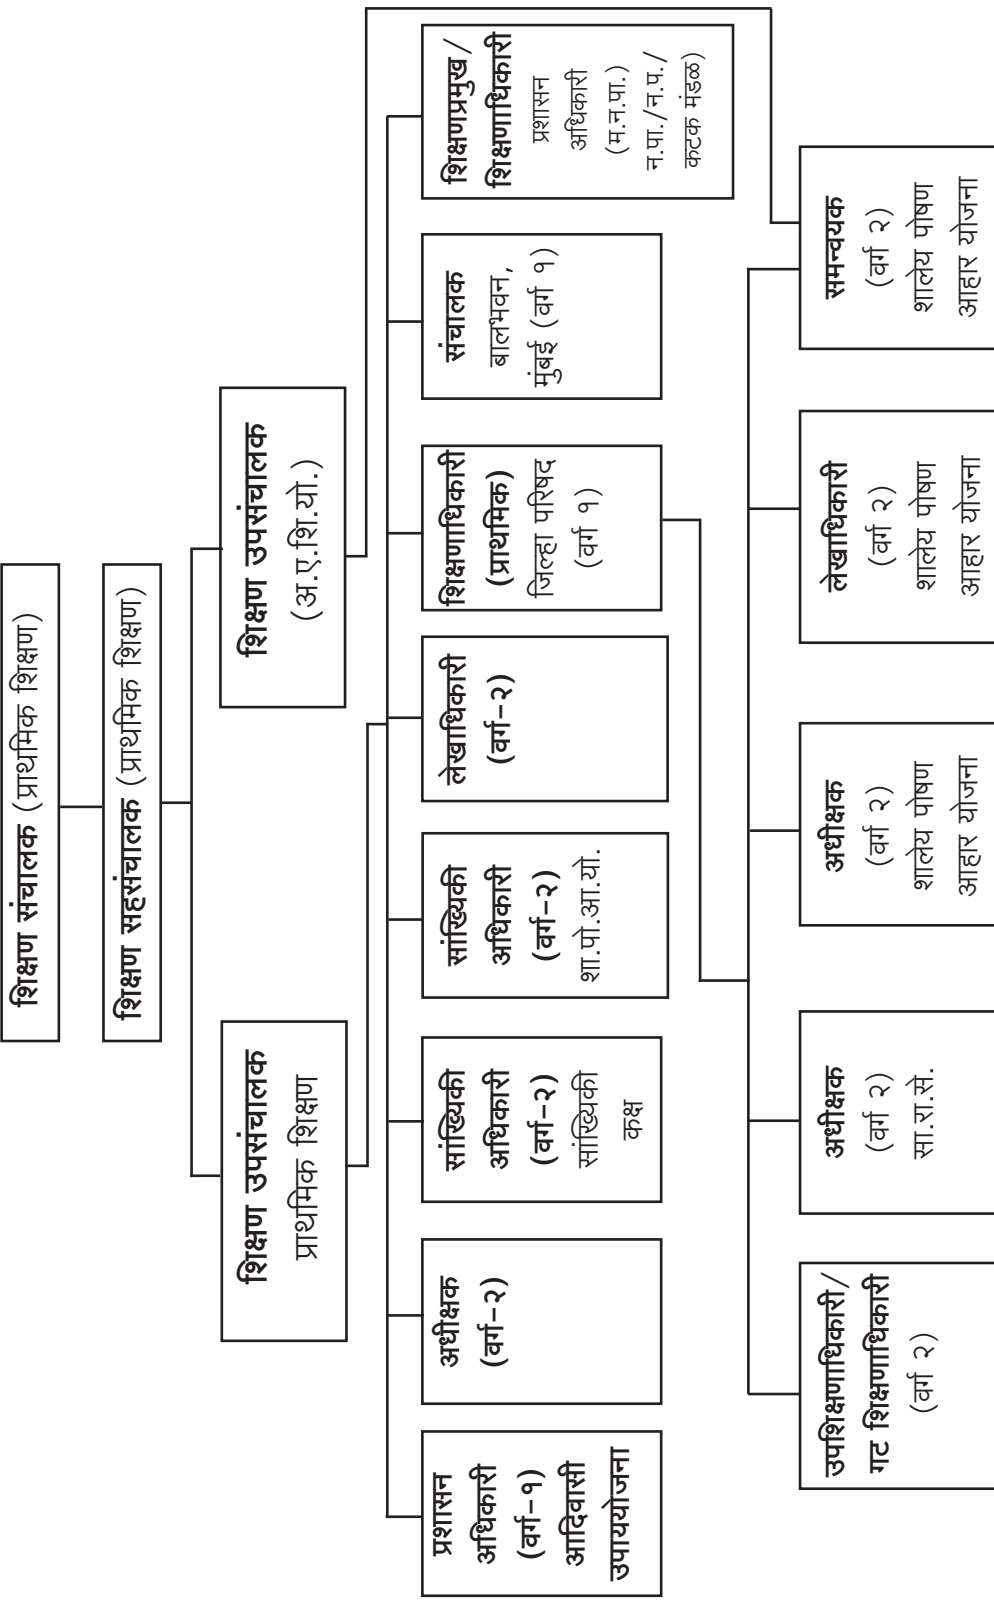 शिक्षण संचालक (प्राथमिक शिक्षण)
शिक्षण सहसंचालक (प्राथमिक शिक्षण)
शिक्षण उपसंचालक
प्राथमिक शिक्षण
शिक्षण उपसंचालक
(अ.ए.शि.यो.)
प्रशासन
अधिकारी
(वर्ग-१)
आदिवासी
उपाययोजना
अधीक्षक
(वर्ग-२)
सांख्यिकी
अधिकारी
(वर्ग-२)
सांख्यिकी
कक्ष
सांख्यिकी
अधिकारी
(वर्ग-२)
शा.पो.आ.यो.
लेखाधिकारी
(वर्ग-२)
शिक्षणाधिकारी
(प्राथमिक)
जिल्हा परिषद
(वर्ग १)
संचालक
बालभवन,
मुंबई (वर्ग १)
शिक्षणप्रमुख/
शिक्षणाधिकारी
प्रशासन
अधिकारी
(म.न.पा.)
न.पा./न.प./
कटक मंडळ)
उपशिक्षणाधिकारी/
गट शिक्षणाधिकारी
(वर्ग २)
अधीक्षक
(वर्ग २)
सा.रा.से.
अधीक्षक
(वर्ग २)
शालेय पोषण
आहार योजना
लेखाधिकारी
(वर्ग २)
शालेय पोषण
आहार योजना
समन्वयक
(वर्ग २)
शालेय पोषण
आहार योजना